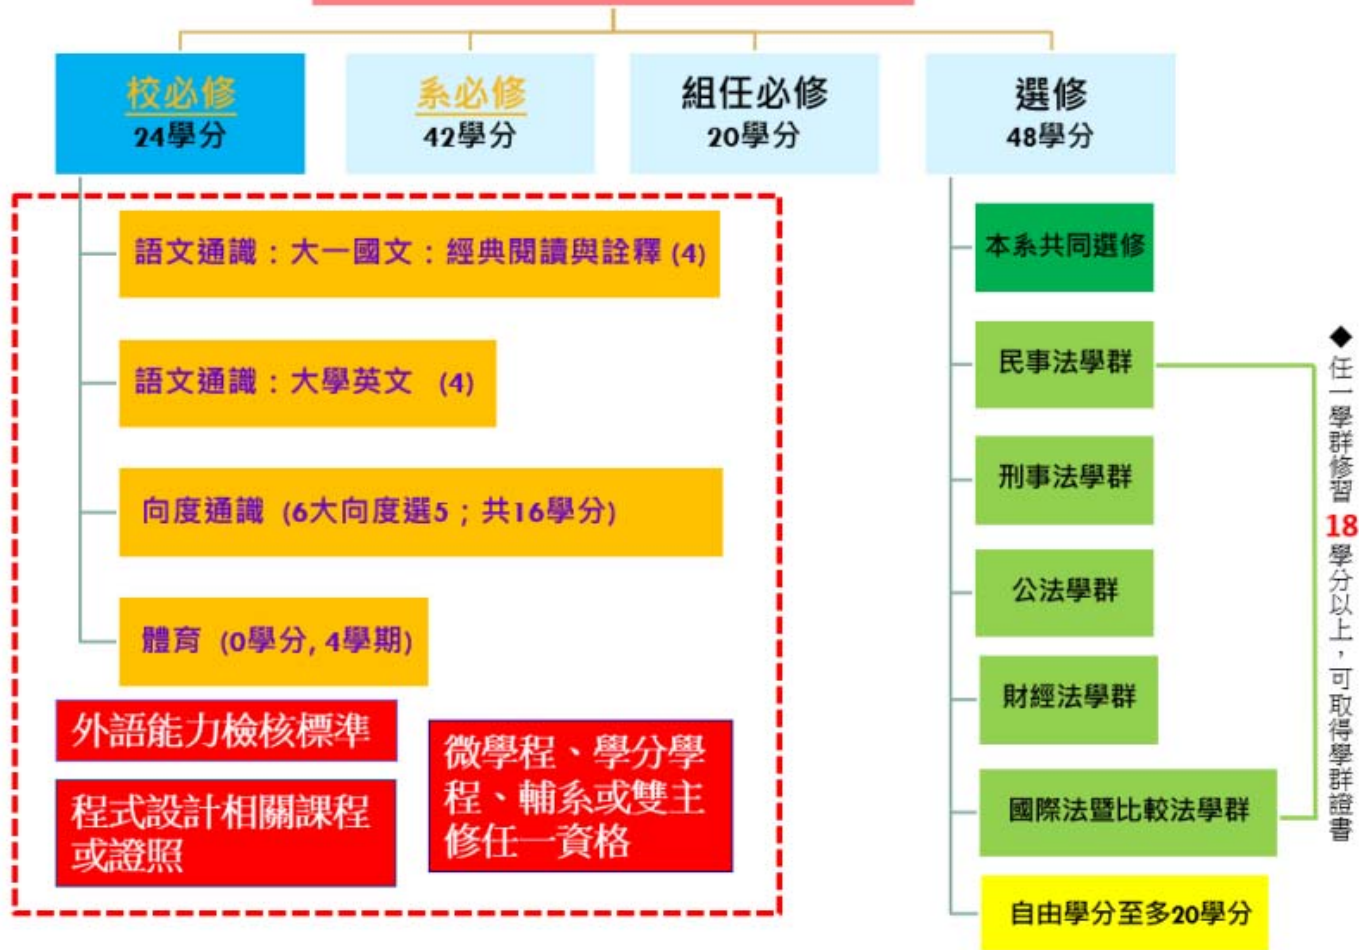 校必修
24學分
系必修
42學分
組任必修
20學分
選修
48學分
語文通識：大一國文：經典閱讀與詮釋 (4)
語文通識：大學英文 (4)
向度通識 (6大向度選5；共16學分)
體育 (0學分, 4學期)
外語能力檢核標準
程式設計相關課程
或證照
微學程、學分學
程、輔系或雙主
修任一資格
本系共同選修
民事法學群
刑事法學群
公法學群
財經法學群
國際法暨比較法學群
自由學分至多20學分
◆任一學群修習18學分以上，可取得學群證書